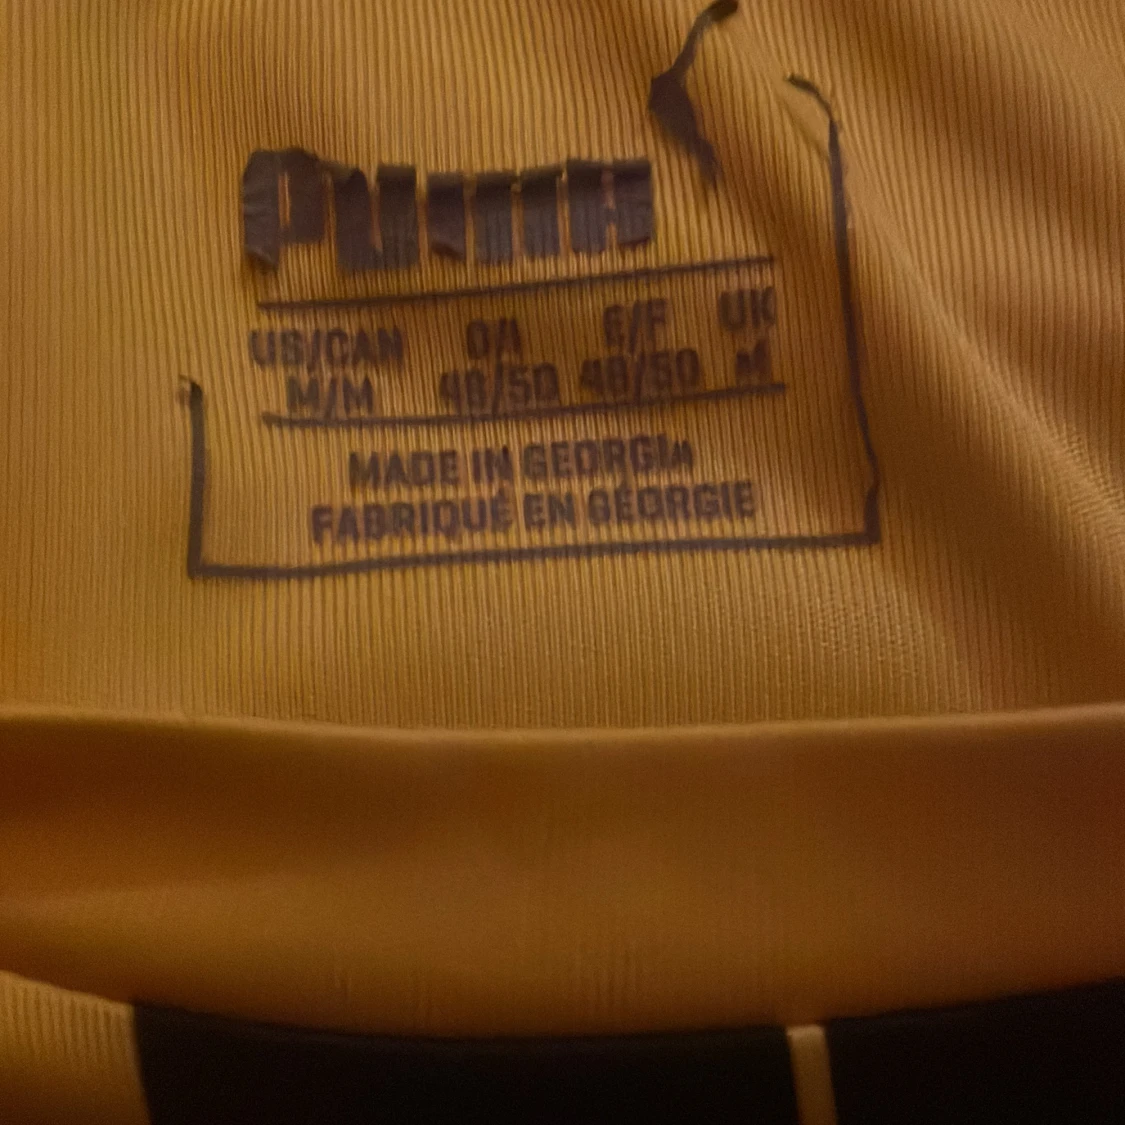 PUMA
US/CAN D/I E/F UK
M/M 48/50 48/50 M
MADE IN GEORGIA
FABRIQUÉ EN GÉORGIE